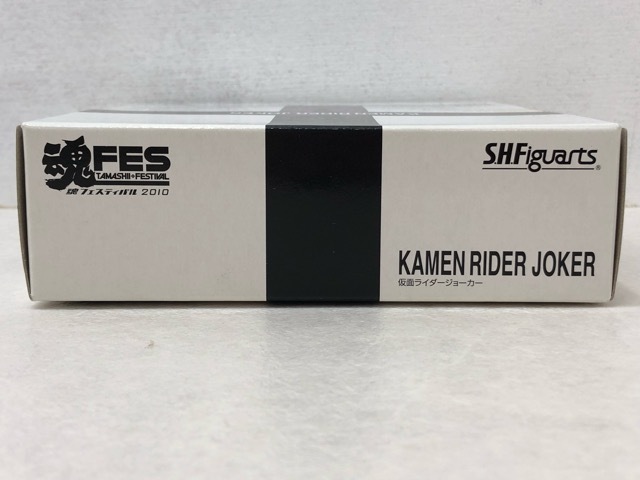 魂FES
TAMASHII FESTIVAL
魂フェスティバル 2010
S.H.Figuarts®
KAMEN RIDER JOKER
仮面ライダージョーカー